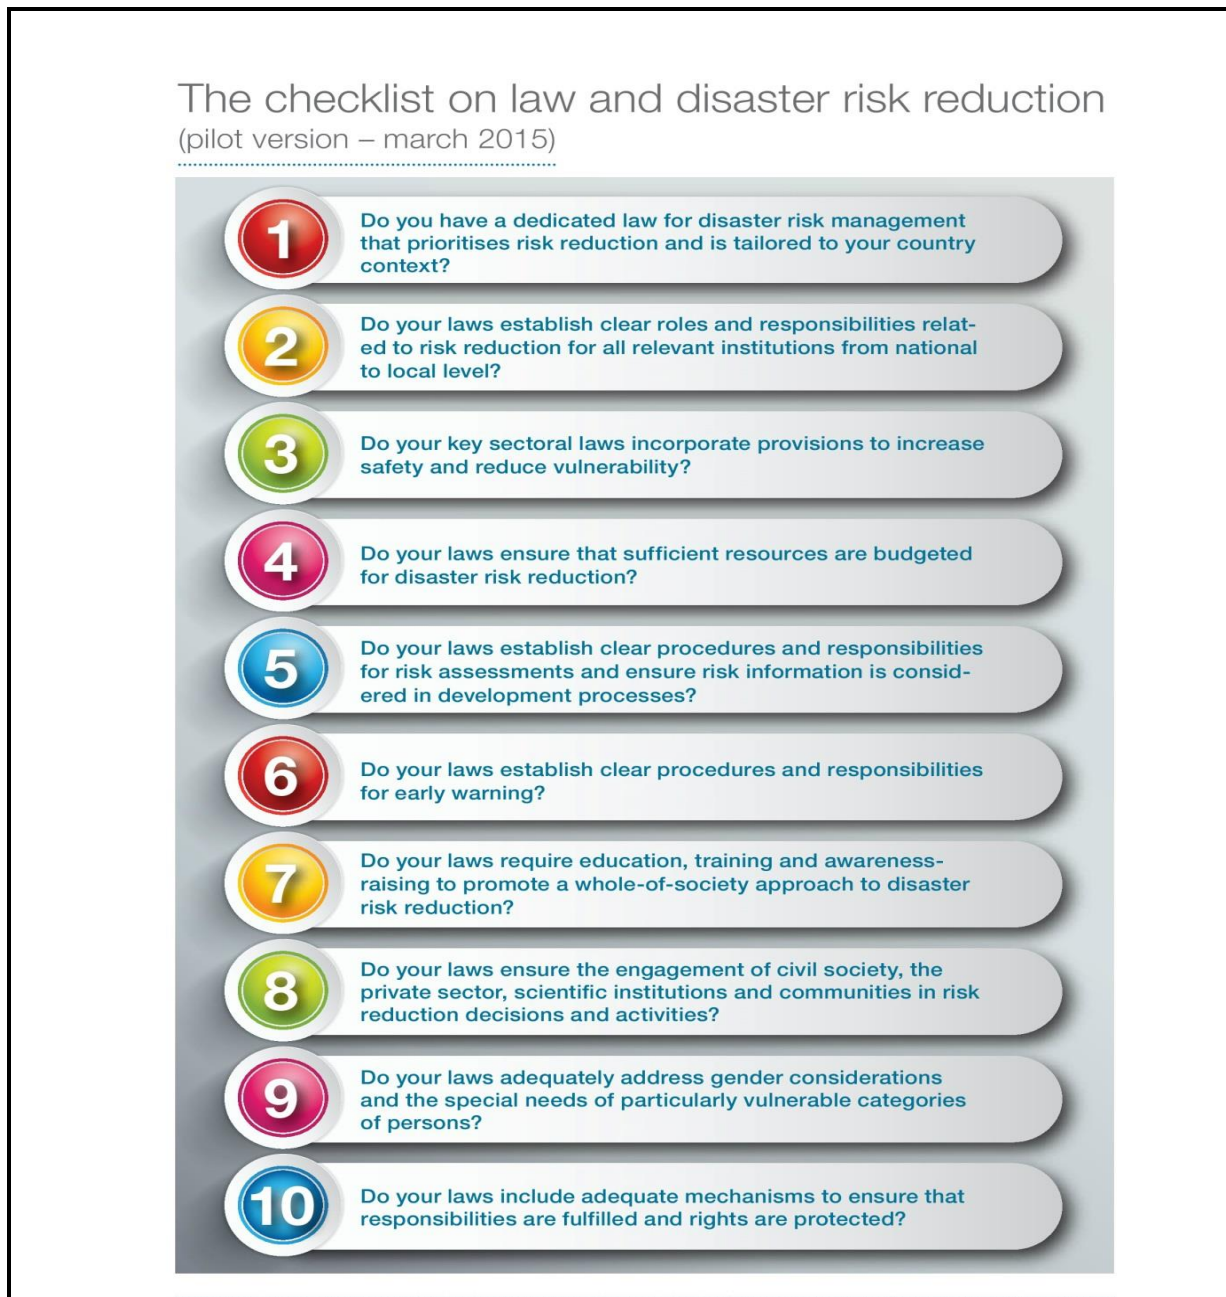 The checklist on law and disaster risk reduction
(pilot version – march 2015)
1
Do you have a dedicated law for disaster risk management
that prioritises risk reduction and is tailored to your country
context?
2
Do your laws establish clear roles and responsibilities relat-
ed to risk reduction for all relevant institutions from national
to local level?
3
Do your key sectoral laws incorporate provisions to increase
safety and reduce vulnerability?
4
Do your laws ensure that sufficient resources are budgeted
for disaster risk reduction?
5
Do your laws establish clear procedures and responsibilities
for risk assessments and ensure risk information is consid-
ered in development processes?
6
Do your laws establish clear procedures and responsibilities
for early warning?
7
Do your laws require education, training and awareness-
raising to promote a whole-of-society approach to disaster
risk reduction?
8
Do your laws ensure the engagement of civil society, the
private sector, scientific institutions and communities in risk
reduction decisions and activities?
9
Do your laws adequately address gender considerations
and the special needs of particularly vulnerable categories
of persons?
10
Do your laws include adequate mechanisms to ensure that
responsibilities are fulfilled and rights are protected?